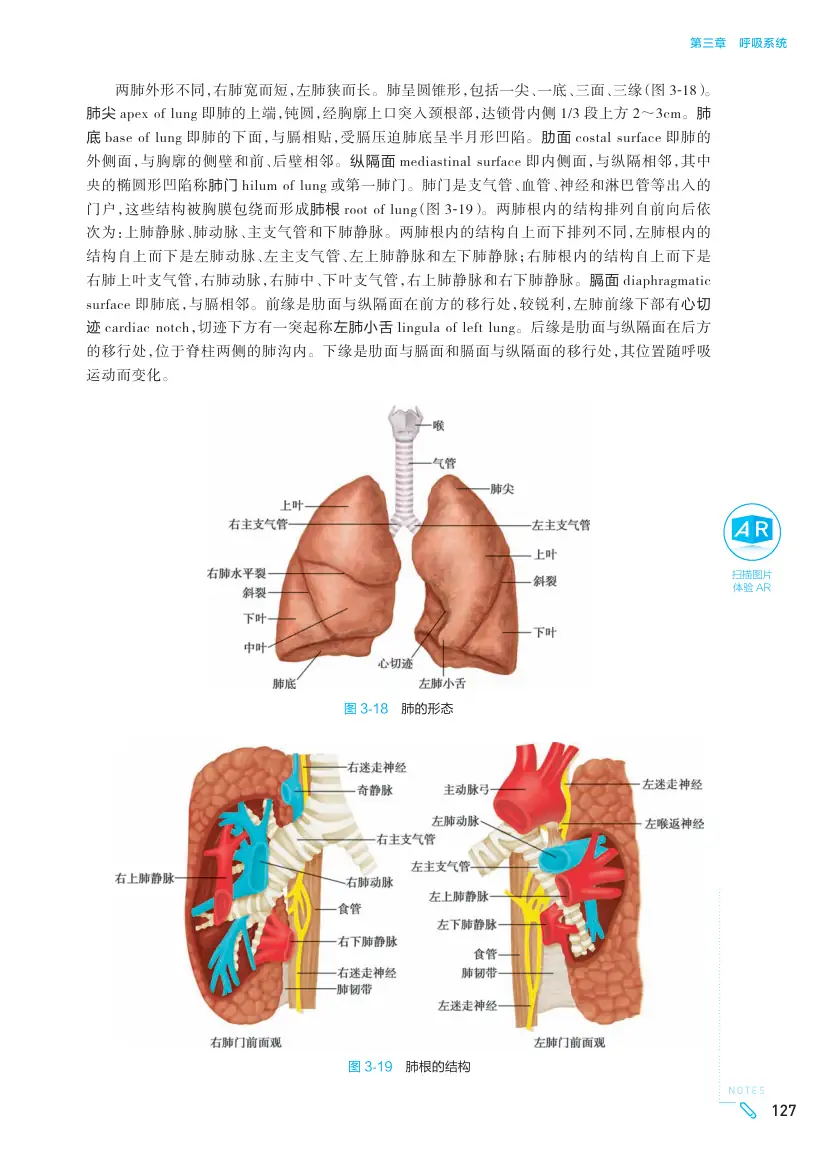 第三章 呼吸系统
两肺外形不同,右肺宽而短,左肺狭而长。肺呈圆锥形,包括一尖、一底、三面、三缘(图 3-18)。
肺尖 apex of lung 即肺的上端,钝圆,经胸廓上口突入颈根部,达锁骨内侧 1/3 段上方 2～3cm。肺
底 base of lung 即肺的下面,与膈相贴,受膈压迫肺底呈半月形凹陷。肋面 costal surface 即肺的
外侧面,与胸廓的侧壁和前、后壁相邻。纵隔面 mediastinal surface 即内侧面,与纵隔相邻,其中
央的椭圆形凹陷称肺门 hilum of lung 或第一肺门。肺门是支气管、血管、神经和淋巴管等出入的
门户,这些结构被胸膜包绕而形成肺根 root of lung(图 3-19)。两肺根内的结构排列自前向后依
次为:上肺静脉、肺动脉、主支气管和下肺静脉。两肺根内的结构自上而下排列不同,左肺根内的
结构自上而下是左肺动脉、左主支气管、左上肺静脉和左下肺静脉;右肺根内的结构自上而下是
右肺上叶支气管,右肺动脉,右肺中、下叶支气管,右上肺静脉和右下肺静脉。膈面 diaphragmatic
surface 即肺底,与膈相邻。前缘是肋面与纵隔面在前方的移行处,较锐利,左肺前缘下部有心切
迹 cardiac notch,切迹下方有一突起称左肺小舌 lingula of left lung。后缘是肋面与纵隔面在后方
的移行处,位于脊柱两侧的肺沟内。下缘是肋面与膈面和膈面与纵隔面的移行处,其位置随呼吸
运动而变化。
喉
气管
肺尖
上叶
右主支气管
左主支气管
上叶
右肺水平裂
斜裂
斜裂
下叶
下叶
中叶
心切迹
肺底
左肺小舌
AR
扫描图片
体验 AR
图 3-18 肺的形态
右迷走神经
奇静脉
右主支气管
右上肺静脉
右肺动脉
食管
右下肺静脉
右迷走神经
肺韧带
右肺门前面观
左迷走神经
主动脉弓
左肺动脉
左喉返神经
左主支气管
左上肺静脉
左下肺静脉
食管
肺韧带
左迷走神经
左肺门前面观
图 3-19 肺根的结构
NOTES
127